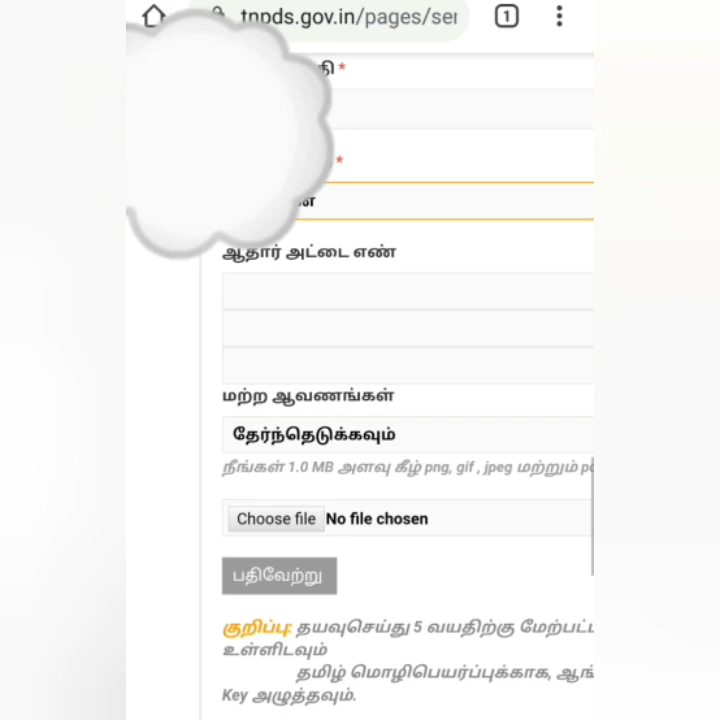 tnpds.gov.in/pages/ser
1
*
*
ஆதார் அட்டை எண்
மற்ற ஆவணங்கள்
தேர்ந்தெடுக்கவும்
நீங்கள் 1.0 MB அளவு கீழ் png, gif , jpeg மற்றும்
Choose file No file chosen
பதிவேற்று
குறிப்பு: தயவுசெய்து 5 வயதிற்கு
உள்ளிடவும்
தமிழ் மொழிபெயர்ப்புக்காக,
Key அழுத்தவும்.